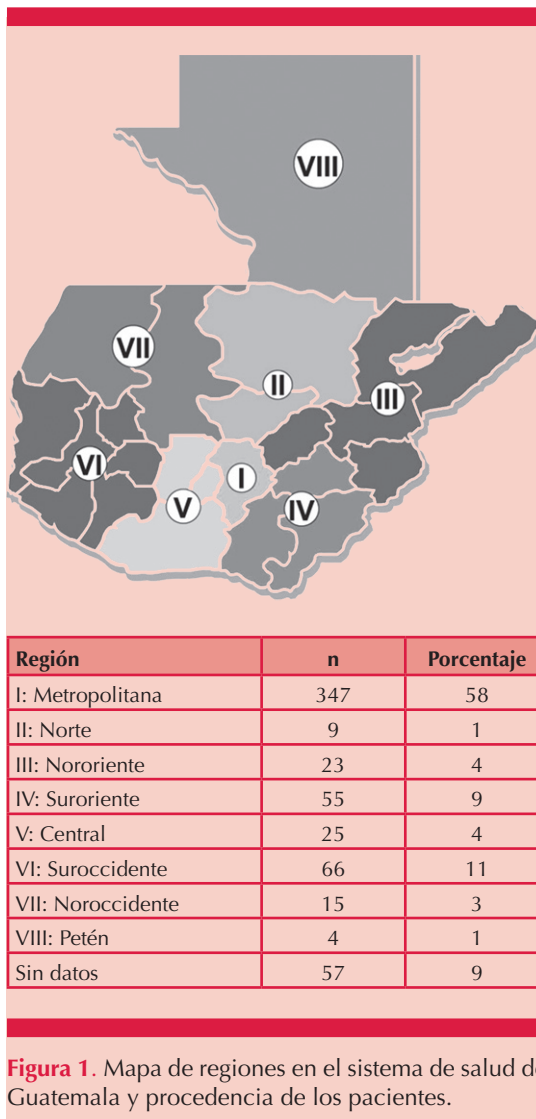 VIII
VII
II
III
VI
I
V
IV
Región n Porcentaje
I: Metropolitana 347 58
II: Norte 9 1
III: Nororiente 23 4
IV: Suroriente 55 9
V: Central 25 4
VI: Suroccidente 66 11
VII: Noroccidente 15 3
VIII: Petén 4 1
Sin datos 57 9
Figura 1. Mapa de regiones en el sistema de salud de
Guatemala y procedencia de los pacientes.